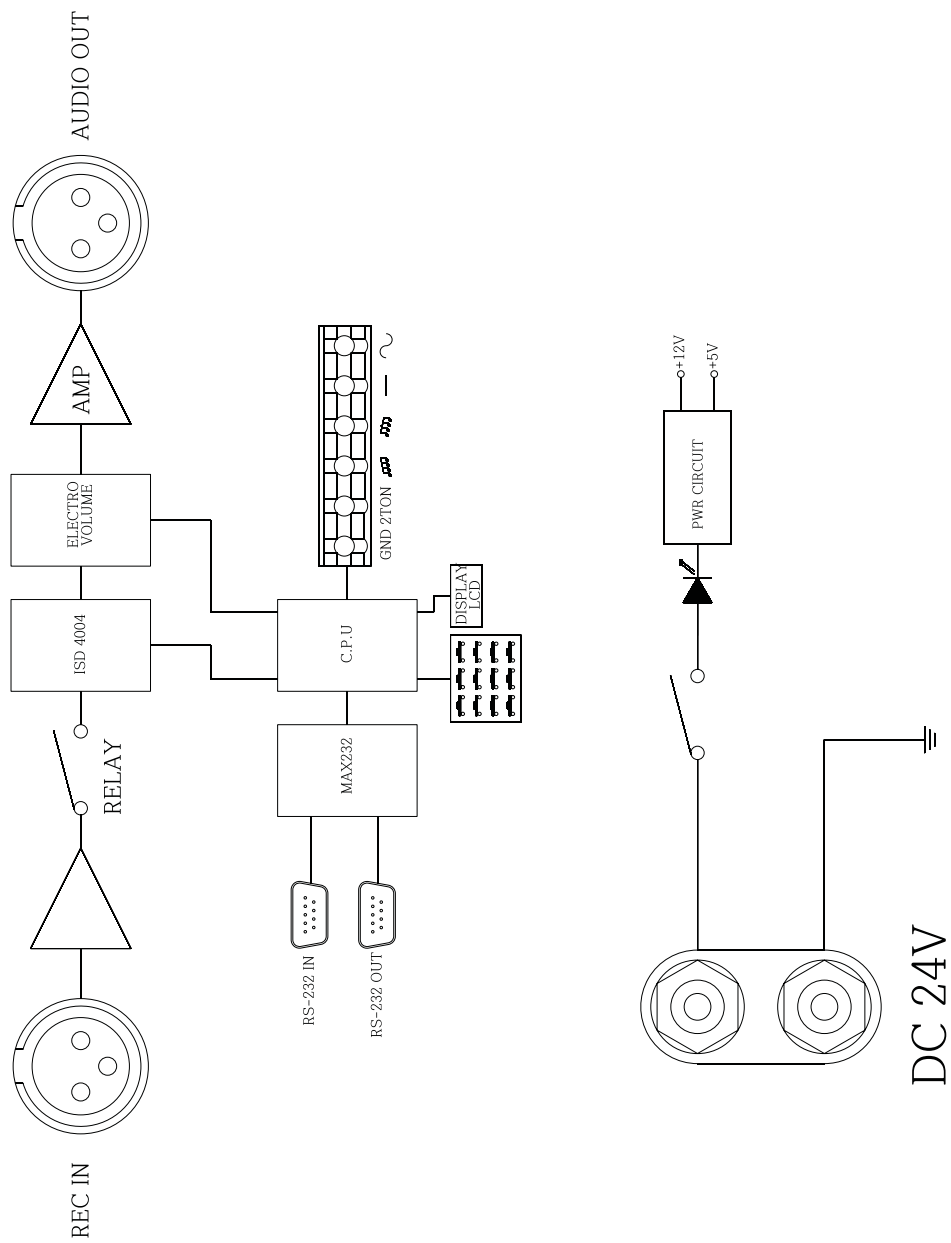 REC IN
RELAY
ISD 4004
ELECTRO
VOLUME
AMP
AUDIO OUT
RS-232 IN
RS-232 OUT
MAX232
C.P.U
GND 2TON
DISPLAY
LCD
DC 24V
PWR CIRCUIT
+12V
+5V